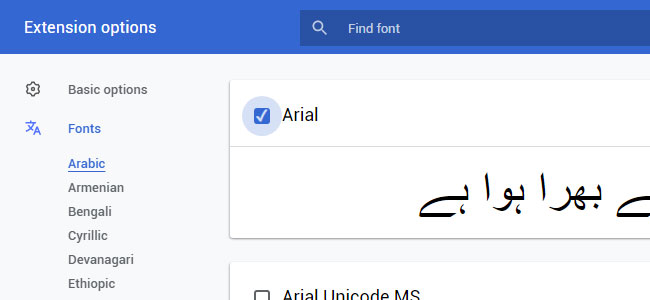 Extension options
Find font
Basic options
Fonts
Arabic
Armenian
Bengali
Cyrillic
Devanagari
Ethiopic
Arial
ے بھرا ہوا ہے
Arial Unicode MS